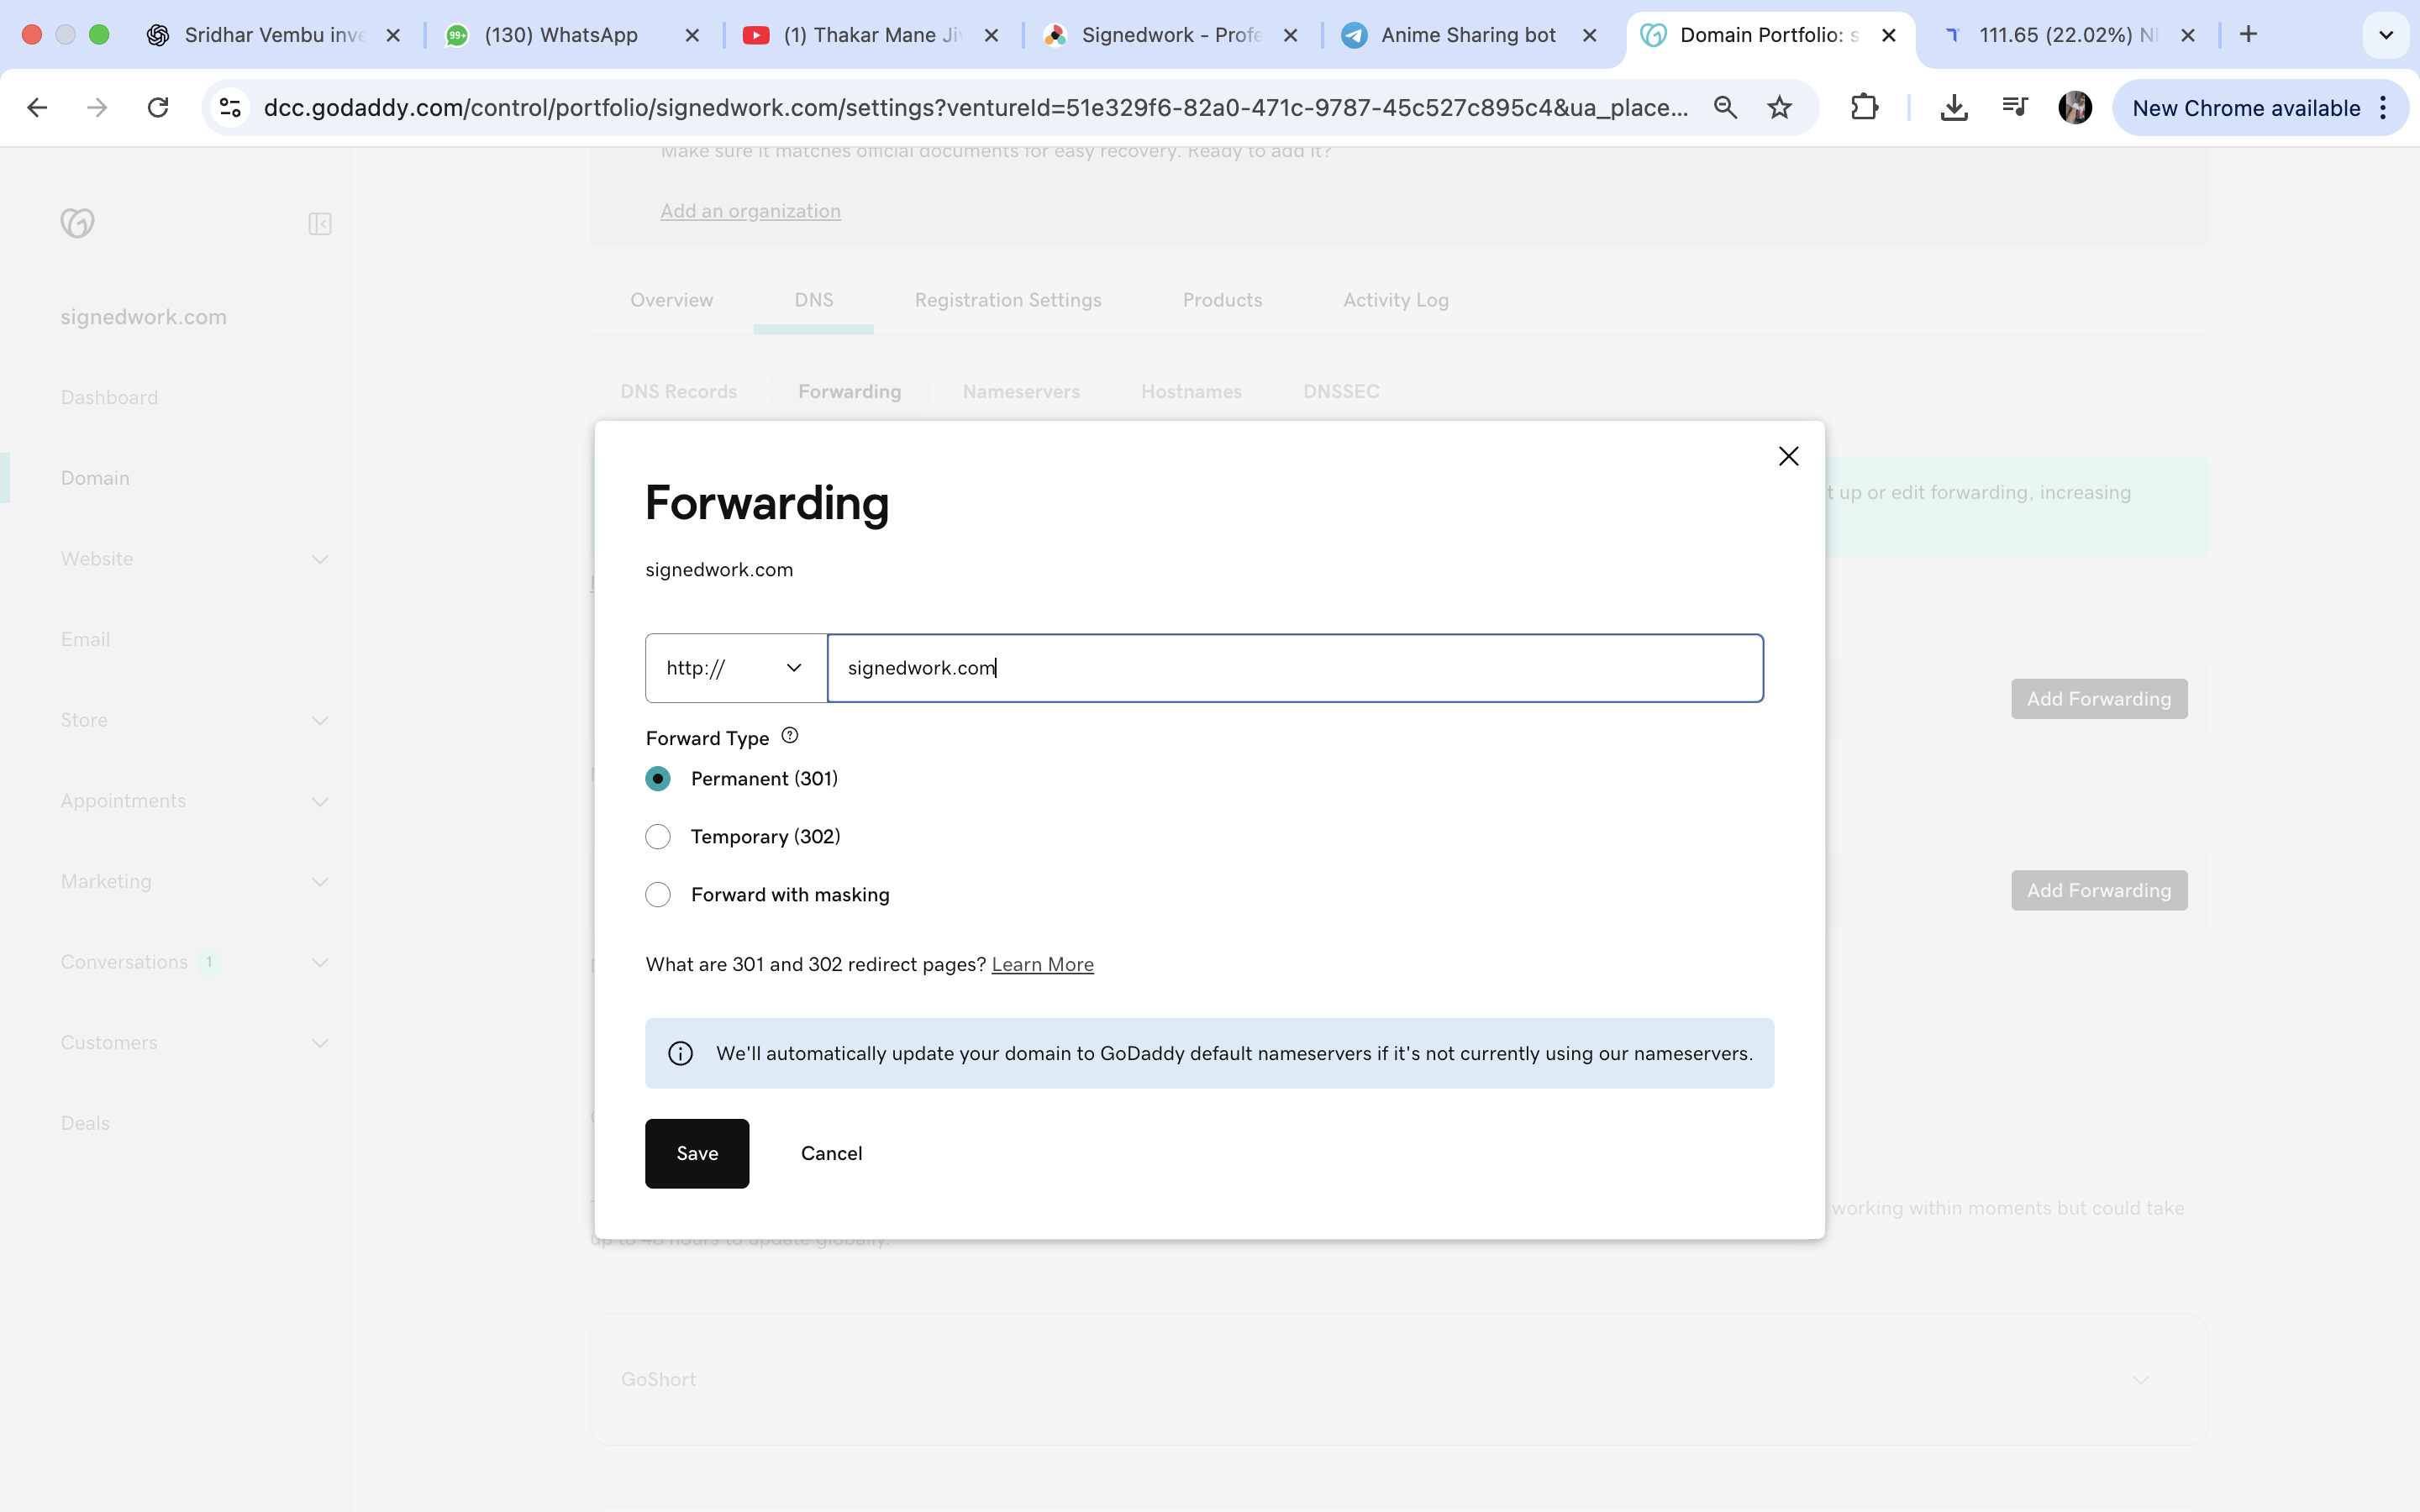 Sridhar Vembu inve
99+
(130) WhatsApp
(1) Thakar Mane Ji
Signedwork - Profe
Anime Sharing bot
Domain Portfolio: s
111.65 (22.02%) NI
dcc.godaddy.com/control/portfolio/signedwork.com/settings?ventureId=51e329f6-82a0-471c-9787-45c527c895c4&ua_place...
New Chrome available
Make sure it matches official documents for easy recovery. Ready to add it?
Add an organization
signedwork.com
Dashboard
Domain
Website
Email
Store
Appointments
Marketing
Conversations 1
Customers
Deals
Overview
DNS
Registration Settings
Products
Activity Log
DNS Records
Forwarding
Nameservers
Hostnames
DNSSEC
t up or edit forwarding, increasing
Add Forwarding
Add Forwarding
Forwarding
signedwork.com
http://
signedwork.com
Forward Type
Permanent (301)
Temporary (302)
Forward with masking
What are 301 and 302 redirect pages? Learn More
We'll automatically update your domain to GoDaddy default nameservers if it's not currently using our nameservers.
Save
Cancel
working within moments but could take
up to 48 hours to update globally.
GoShort